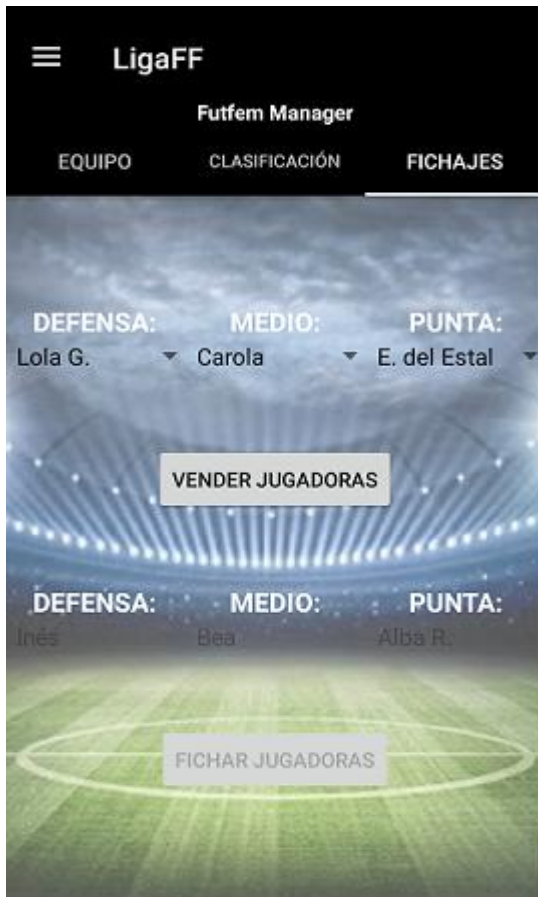 LigaFF
Futfem Manager
EQUIPO CLASIFICACIÓN FICHAJES
DEFENSA: MEDIO: PUNTA:
Lola G. Carola E. del Estal
VENDER JUGADORAS
DEFENSA: MEDIO: PUNTA:
Inés Bea Alba R.
FICHAR JUGADORAS